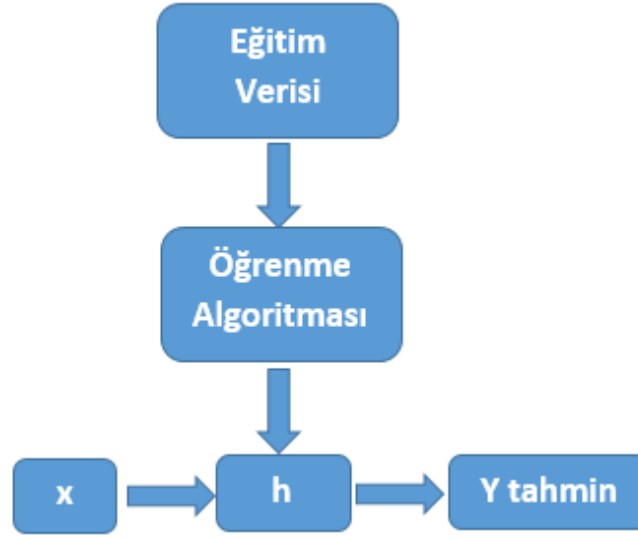 Eğitim
Verisi
Öğrenme
Algoritması
x
h
Y tahmin